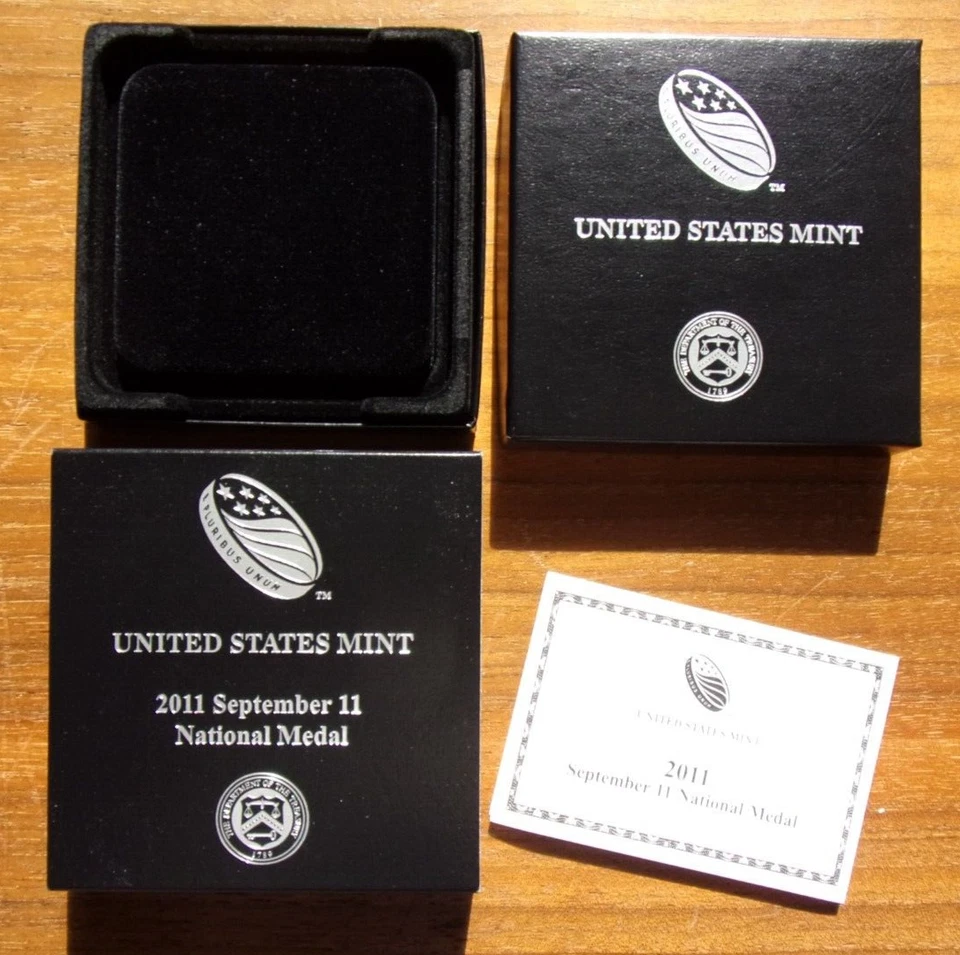 PLURIBUS UNUM
TM
UNITED STATES MINT
THE DEPARTMENT OF THE TREASURY
1789
E PLURIBUS UNUM
TM
UNITED STATES MINT
2011 September 11
National Medal
THE DEPARTMENT OF THE TREASURY
1789
UNITED STATES MINT
2011
September 11 National Medal